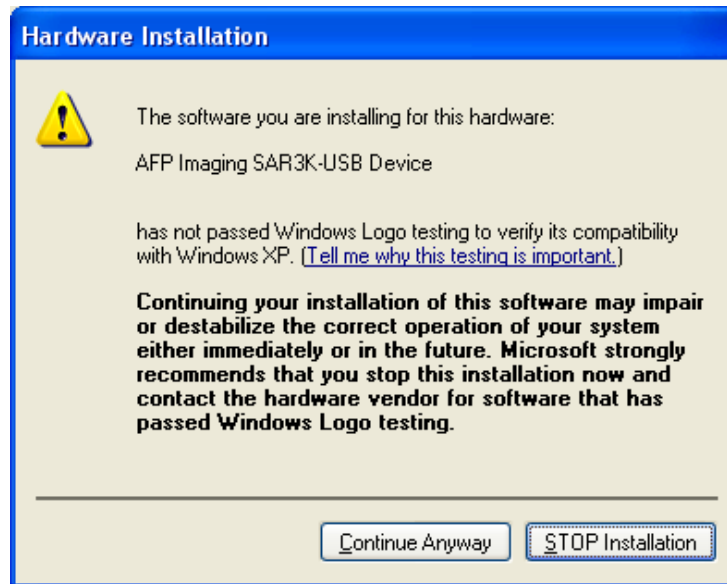 Hardware Installation
The software you are installing for this hardware:
AFP Imaging SAR3K-USB Device
has not passed Windows Logo testing to verify its compatibility
with Windows XP. (Tell me why this testing is important.)
Continuing your installation of this software may impair
or destabilize the correct operation of your system
either immediately or in the future. Microsoft strongly
recommends that you stop this installation now and
contact the hardware vendor for software that has
passed Windows Logo testing.
Continue Anyway
STOP Installation